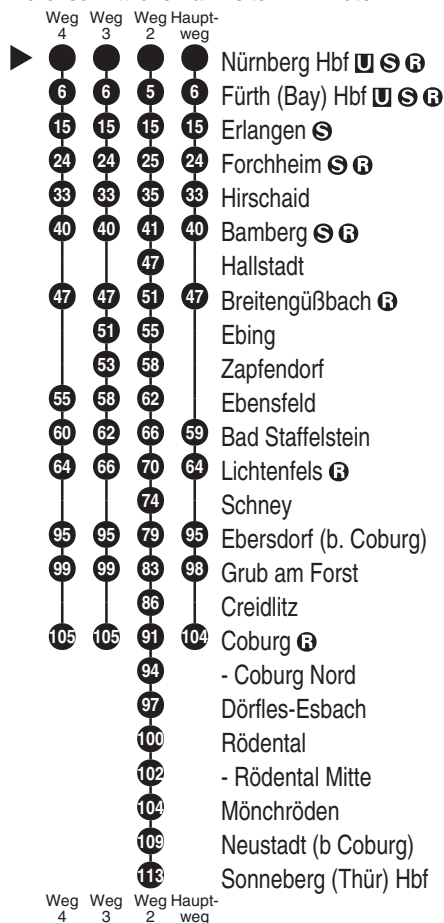 Weg Weg Weg Haupt-
4 3 2 weg
Nürnberg Hbf U S R
6 6 5 6 Fürth (Bay) Hbf U S R
15 15 15 15 Erlangen S
24 24 25 24 Forchheim S R
33 33 35 33 Hirschaid
40 40 41 40 Bamberg S R
47 Hallstadt
47 47 51 47 Breitengüßbach R
51 55 Ebing
53 58 Zapfendorf
55 58 62 Ebensfeld
60 62 66 59 Bad Staffelstein
64 66 70 64 Lichtenfels R
74 Schney
95 95 79 95 Ebersdorf (b. Coburg)
99 99 83 98 Grub am Forst
86 Creidlitz
105 105 91 104 Coburg R
94 - Coburg Nord
97 Dörfles-Esbach
100 Rödental
102 - Rödental Mitte
104 Mönchröden
109 Neustadt (b Coburg)
113 Sonneberg (Thür) Hbf
Weg Weg Weg Haupt-
4 3 2 weg